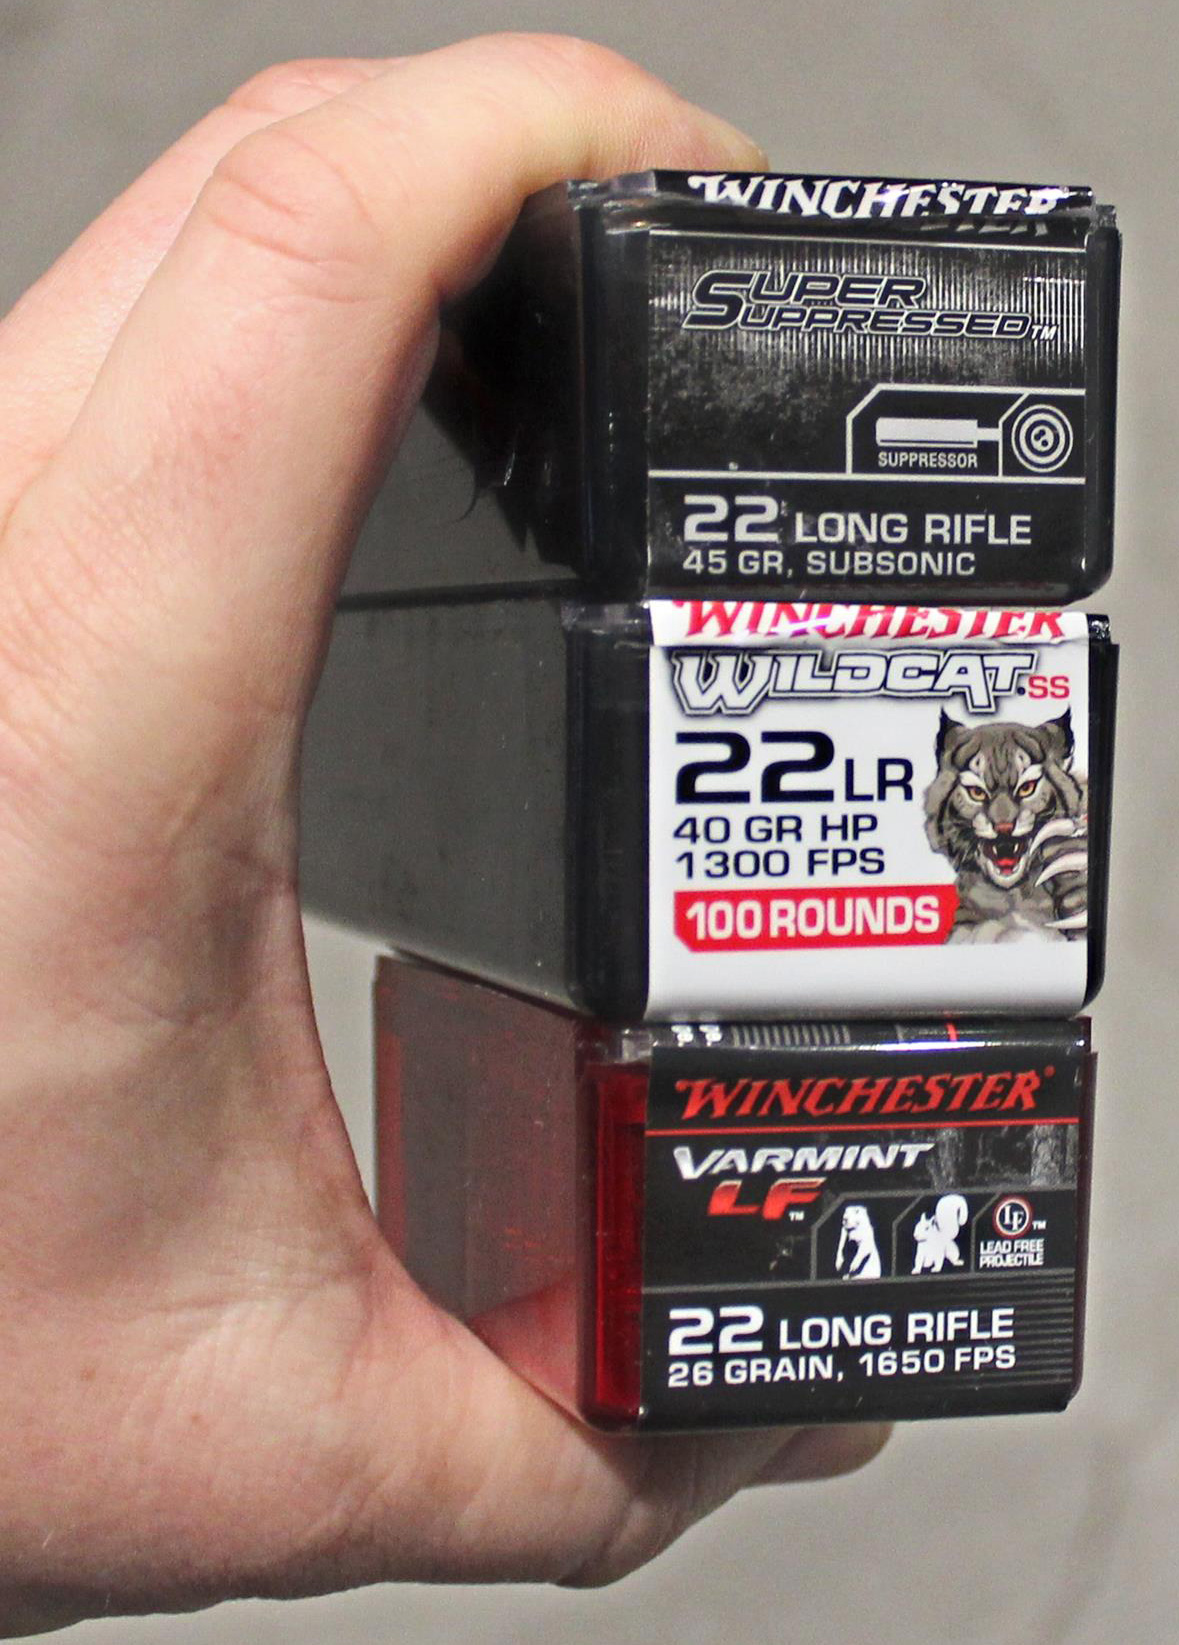 WINCHESTER
SUPER
SUPPRESSED™
SUPPRESSOR
22 LONG RIFLE
45 GR, SUBSONIC
WINCHESTER
WILDCAT.SS
22LR
40 GR HP
1300 FPS
100 ROUNDS
WINCHESTER®
VARMINT
LF™
LF™
LEAD FREE
PROJECTILE
22 LONG RIFLE
26 GRAIN, 1650 FPS